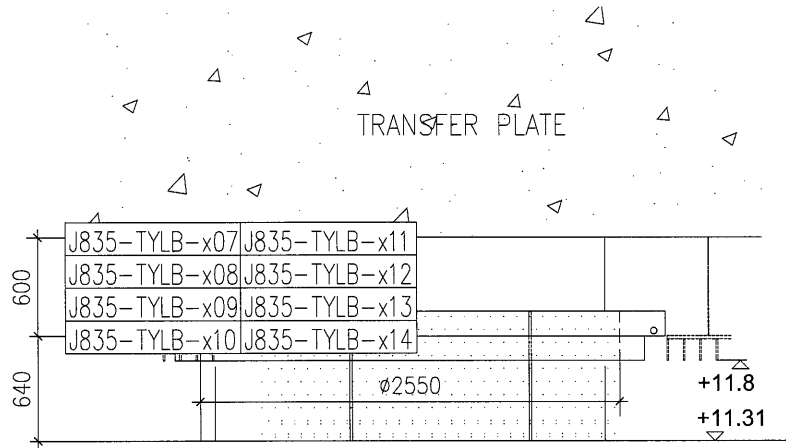 TRANSFER PLATE
J835-TYLB-x07 J835-TYLB-x11
J835-TYLB-x08 J835-TYLB-x12
J835-TYLB-x09 J835-TYLB-x13
J835-TYLB-x10 J835-TYLB-x14
600
640
ø2550
+11.8
+11.31